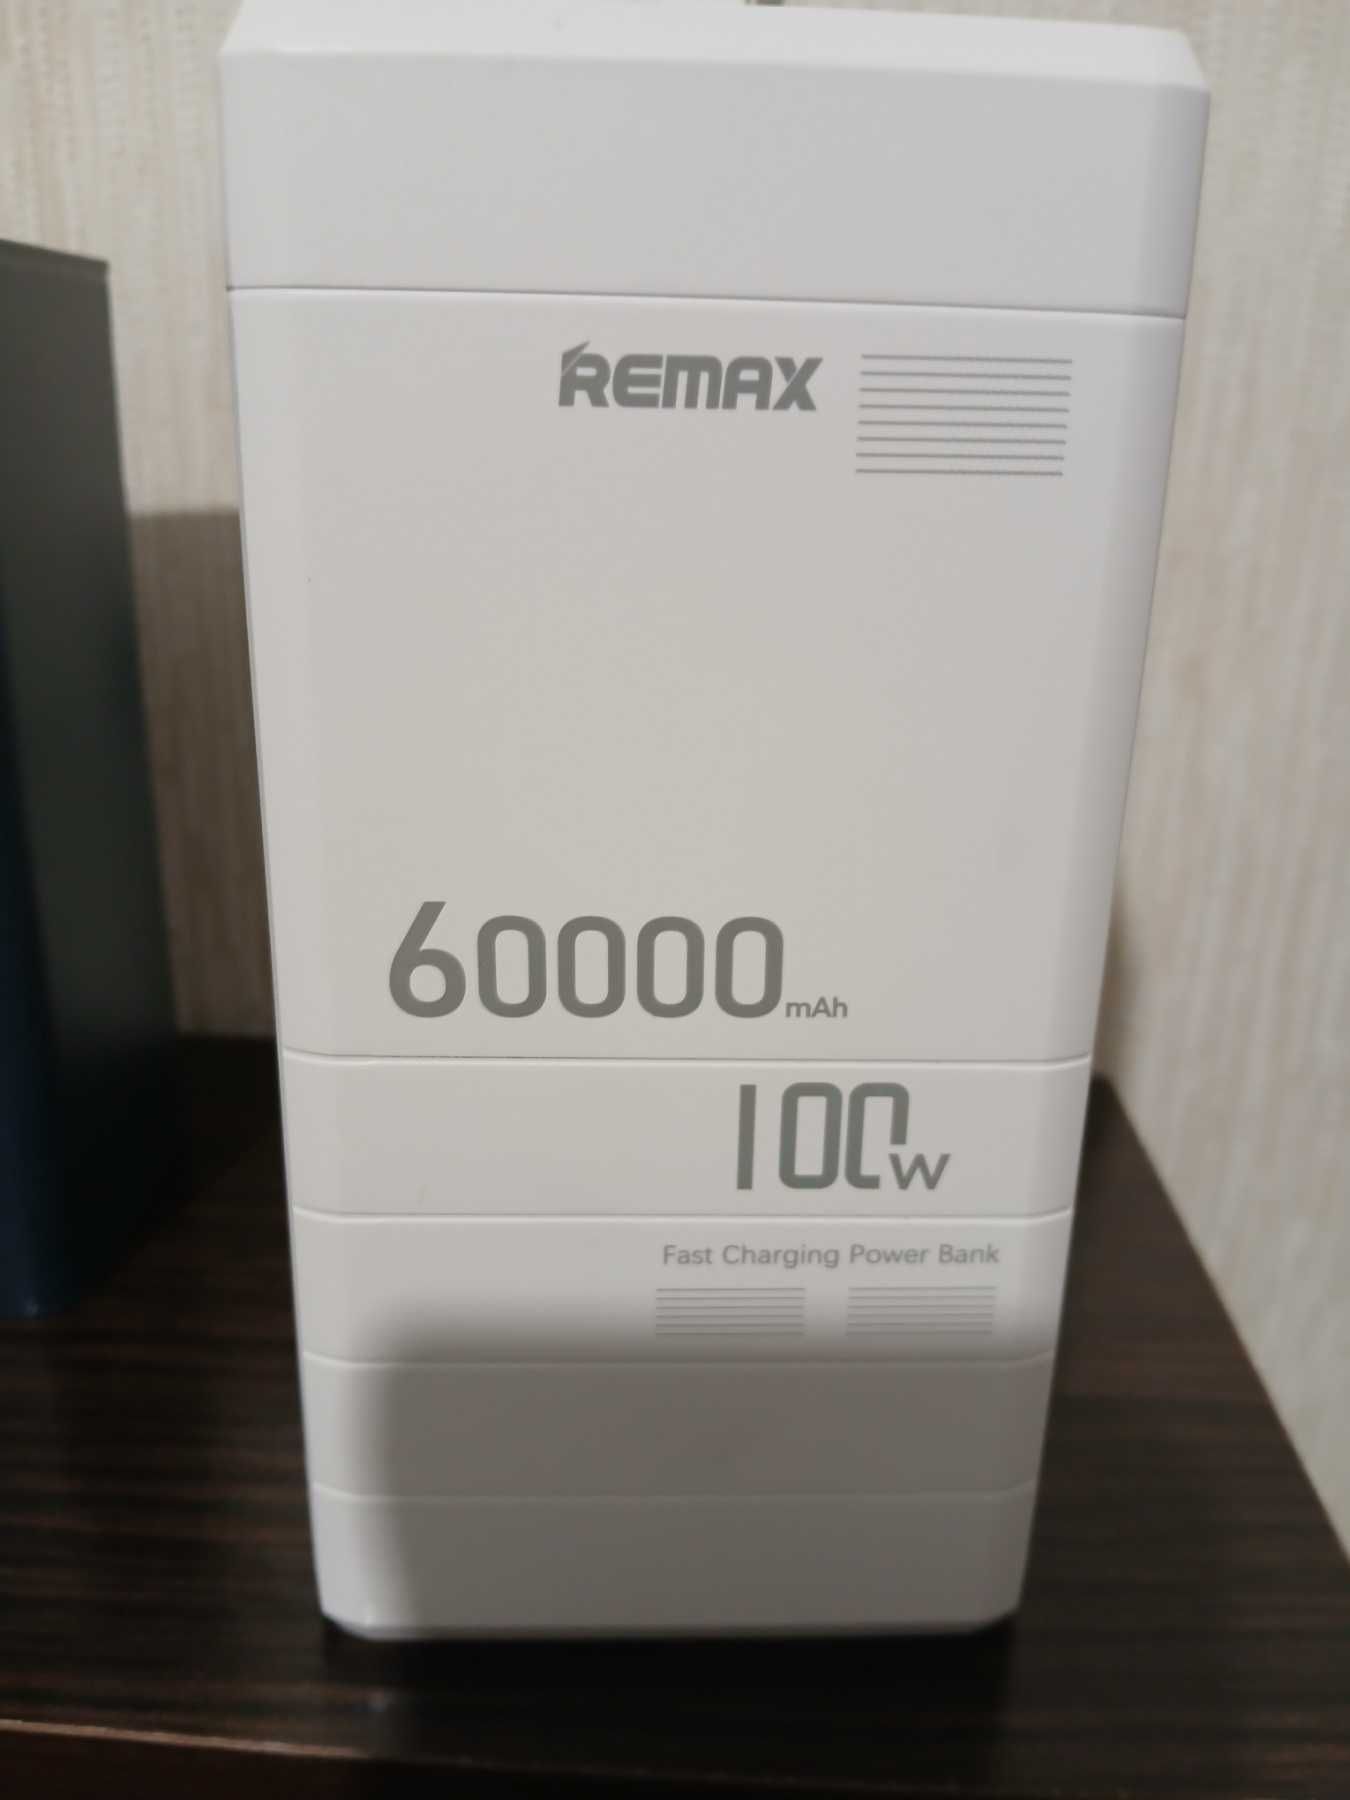 REMAX
60000mAh
100W
Fast Charging Power Bank